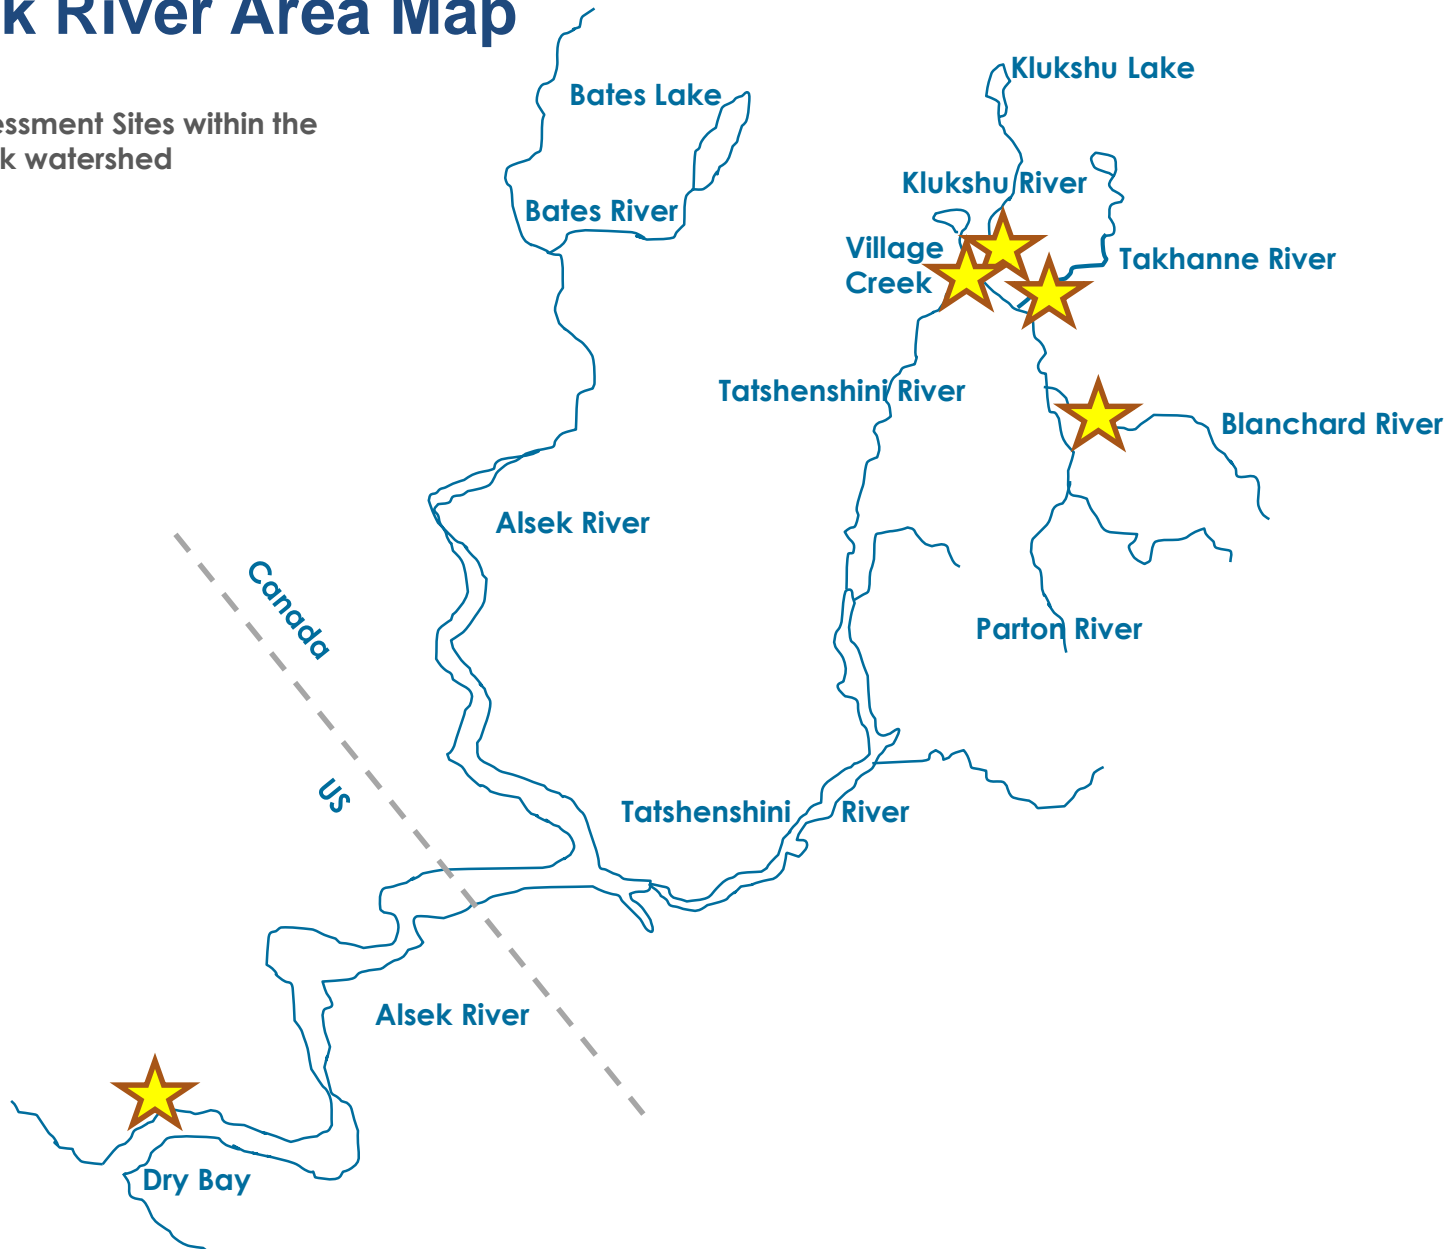 k River Area Map
essment Sites within the
k watershed
Bates Lake
Klukshu Lake
Klukshu River
Bates River
Village
Creek
Takhanne River
Tatshenshini River
Blanchard River
Alsek River
Canada
Parton River
US
Tatshenshini River
Alsek River
Dry Bay